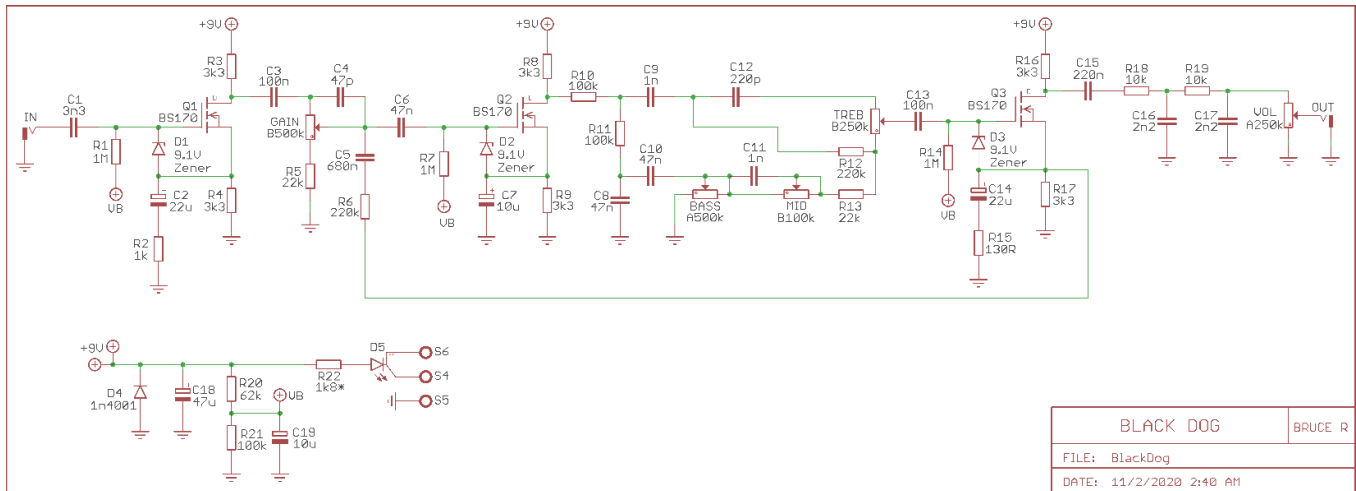 +9V
+9V
+9V
R3
3k3
C3
100n
C4
47p
R8
3k3
R10
100k
C9
1n
C12
220p
R16
3k3
C15
220n
R18
10k
R19
10k
IN
C1
3n3
Q1
BS170
GAIN
B500k
C6
47n
Q2
BS170
R11
100k
TREB
B250k
C13
100n
Q3
BS170
C16
2n2
C17
2n2
VOL
A250k
OUT
R1
1M
D1
9.1V
Zener
R5
22k
C5
680n
R7
1M
D2
9.1V
Zener
C10
47n
C11
1n
R12
220k
R14
1M
D3
9.1V
Zener
VB
C2
22u
R4
3k3
R6
220k
VB
C7
10u
R9
3k3
C8
47n
BASS
A500k
MID
B100k
R13
22k
VB
C14
22u
R17
3k3
R2
1k
R15
130R
+9V
D4
1n4001
C18
47u
R20
62k
VB
R22
1k8*
D5
S6
S4
S5
R21
100k
C19
10u
BLACK DOG
BRUCE R
FILE: BlackDog
DATE: 11/2/2020 2:40 AM